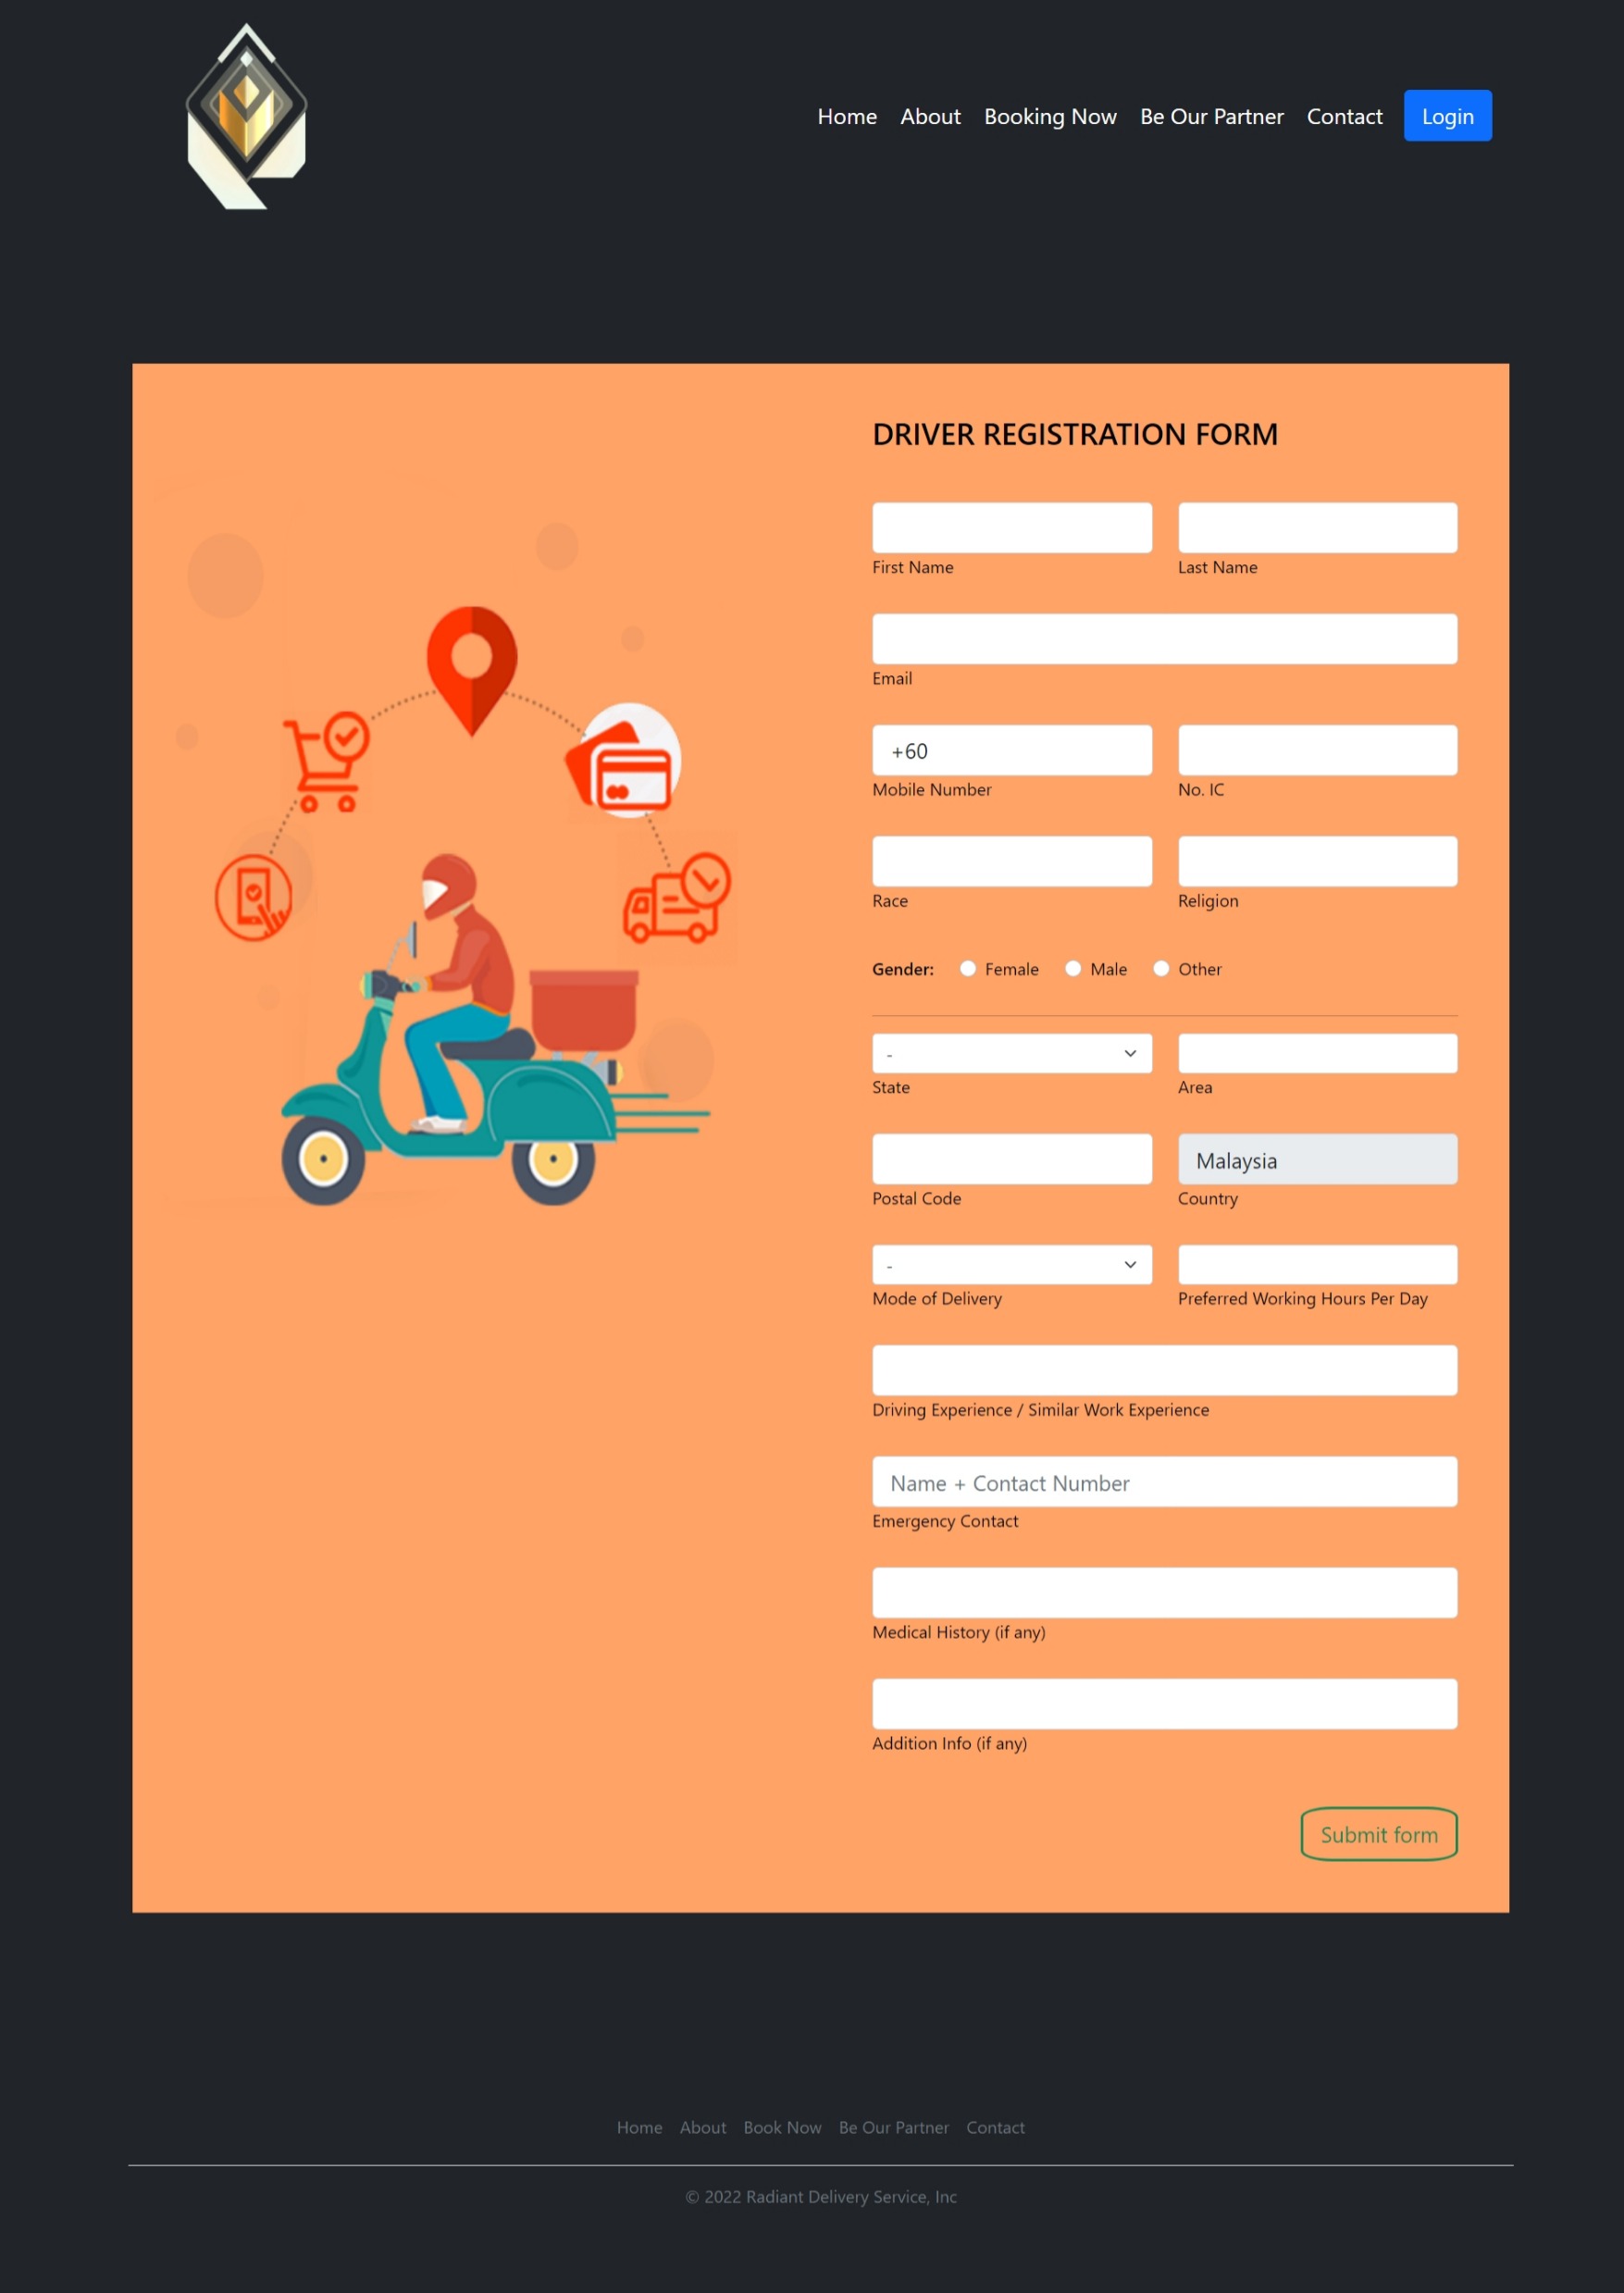 Home About Booking Now Be Our Partner Contact Login
DRIVER REGISTRATION FORM
First Name Last Name
Email
+60
Mobile Number No. IC
Race Religion
Gender: Female Male Other
-
State Area
Malaysia
Postal Code Country
-
Mode of Delivery Preferred Working Hours Per Day
Driving Experience / Similar Work Experience
Name + Contact Number
Emergency Contact
Medical History (if any)
Addition Info (if any)
Submit form
Home About Book Now Be Our Partner Contact
© 2022 Radiant Delivery Service, Inc